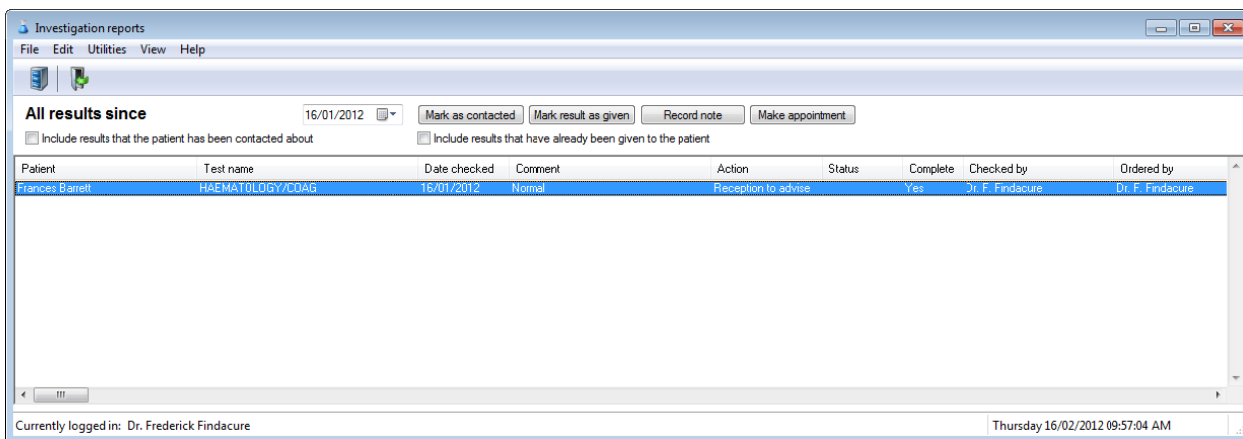 Investigation reports
File Edit Utilities View Help
All results since 16/01/2012 Mark as contacted Mark result as given Record note Make appointment
Include results that the patient has been contacted about Include results that have already been given to the patient
Patient Test name Date checked Comment Action Status Complete Checked by Ordered by
Frances Barrett HAEMATOLOGY/COAG 16/01/2012 Normal Reception to advise Yes Dr. F. Findacure Dr. F. Findacure
Currently logged in: Dr. Frederick Findacure Thursday 16/02/2012 09:57:04 AM